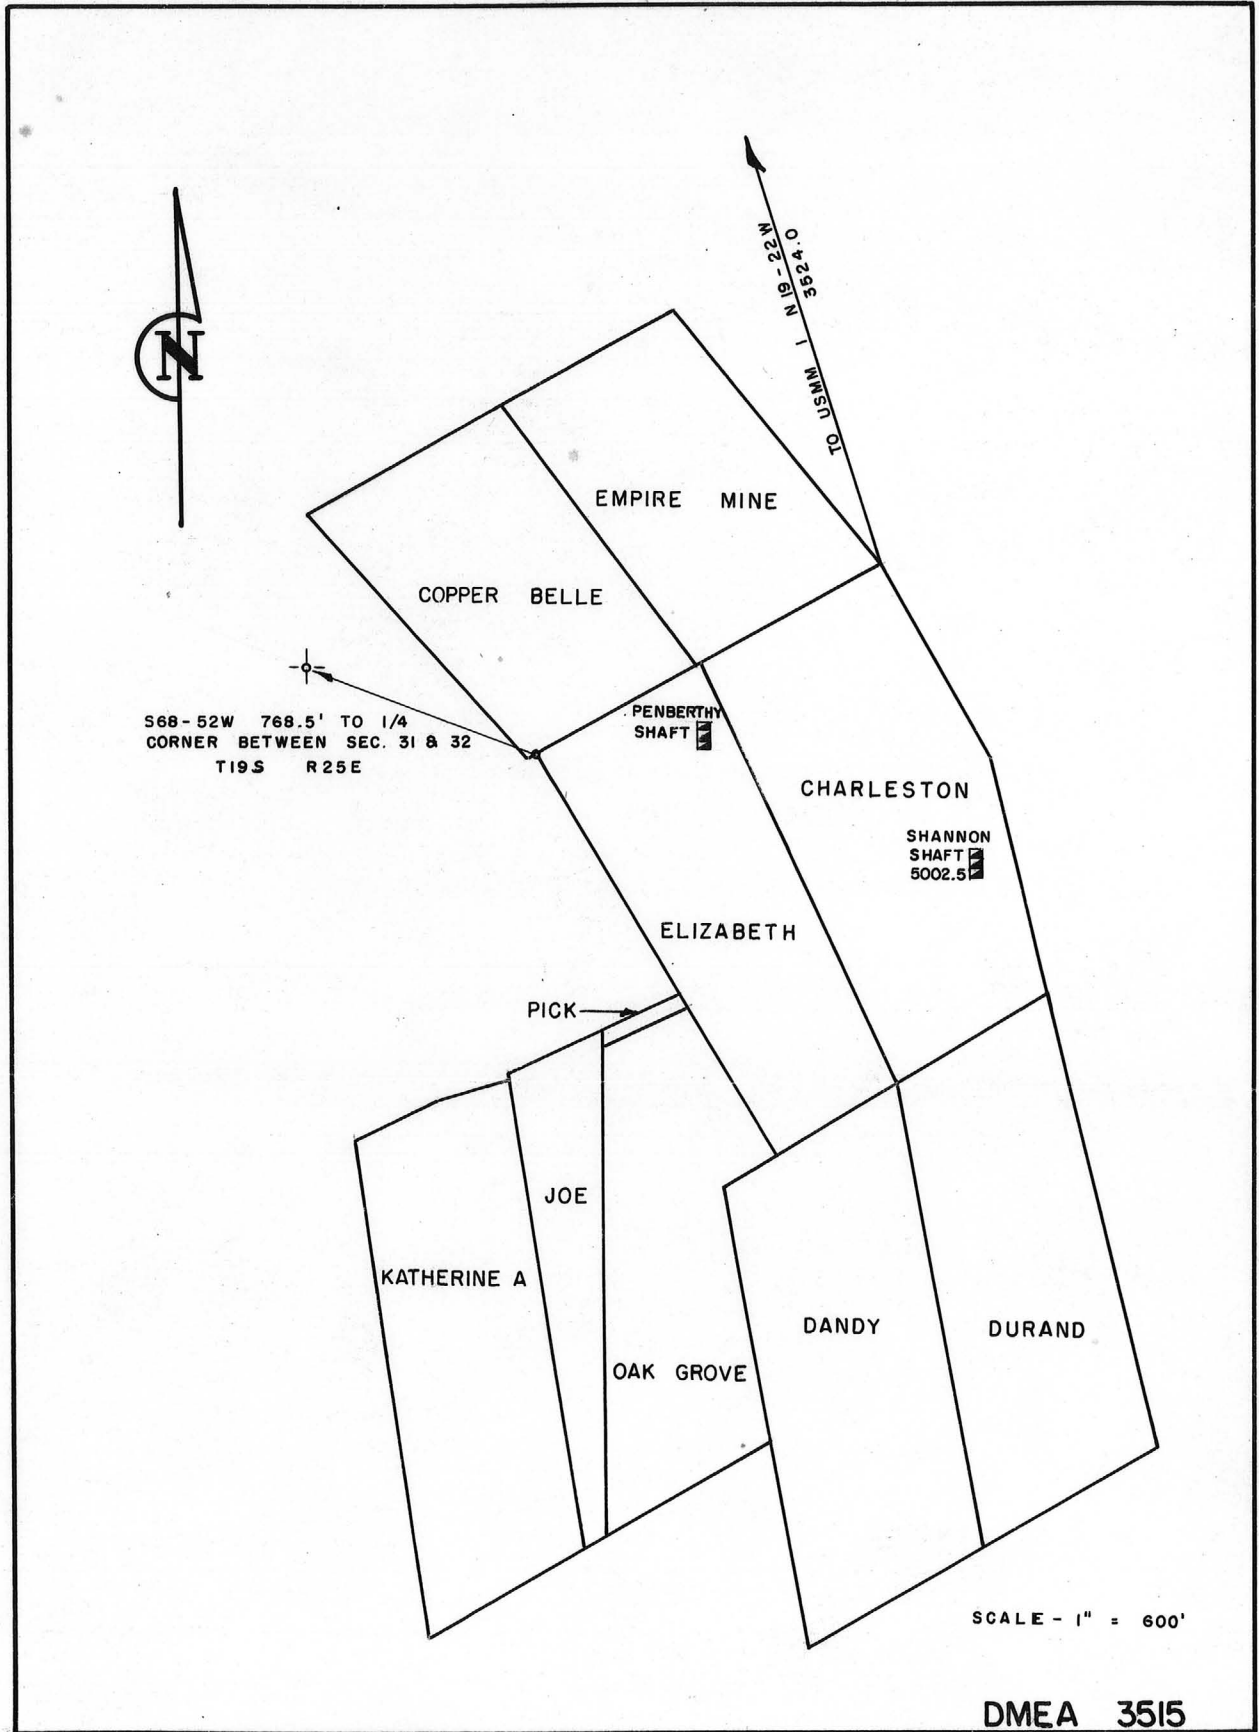 N
TO USMM 1 N 19-22W
3524.0
EMPIRE MINE
COPPER BELLE
S68-52W 768.5' TO 1/4
CORNER BETWEEN SEC. 31 & 32
T19S R25E
PENBERTHY
SHAFT
CHARLESTON
SHANNON
SHAFT
5002.5
ELIZABETH
PICK
JOE
KATHERINE A
DANDY
DURAND
OAK GROVE
SCALE - 1" = 600'
DMEA 3515